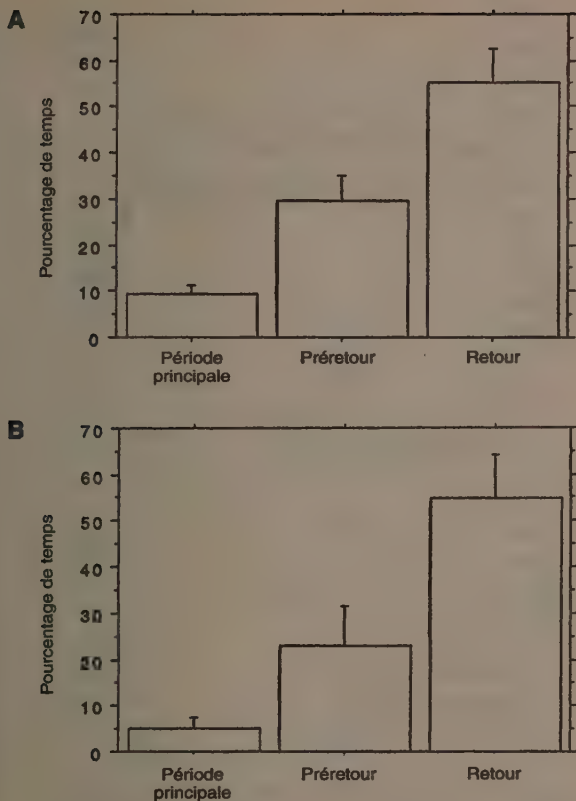 A
70
60
50
40
30
20
10
0
Pourcentage de temps
Période
principale
Préretour
Retour
B
70
60
50
40
30
20
10
0
Pourcentage de temps
Période
principale
Préretour
Retour